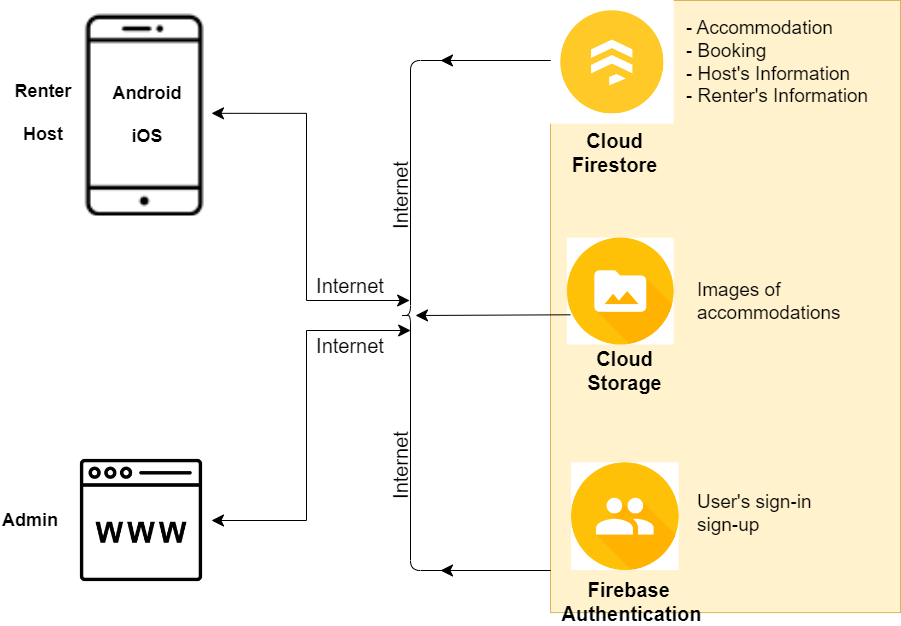 Renter
Host
Android
iOS
Internet
Internet
Admin
WWW
Internet
Internet
Cloud
Firestore
- Accommodation
- Booking
- Host's Information
- Renter's Information
Cloud
Storage
Images of
accommodations
Firebase
Authentication
User's sign-in
sign-up